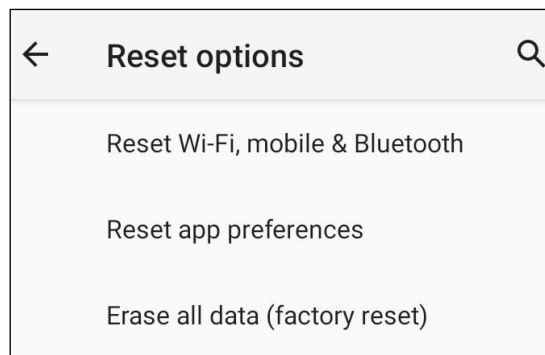 Reset options
Reset Wi-Fi, mobile & Bluetooth
Reset app preferences
Erase all data (factory reset)